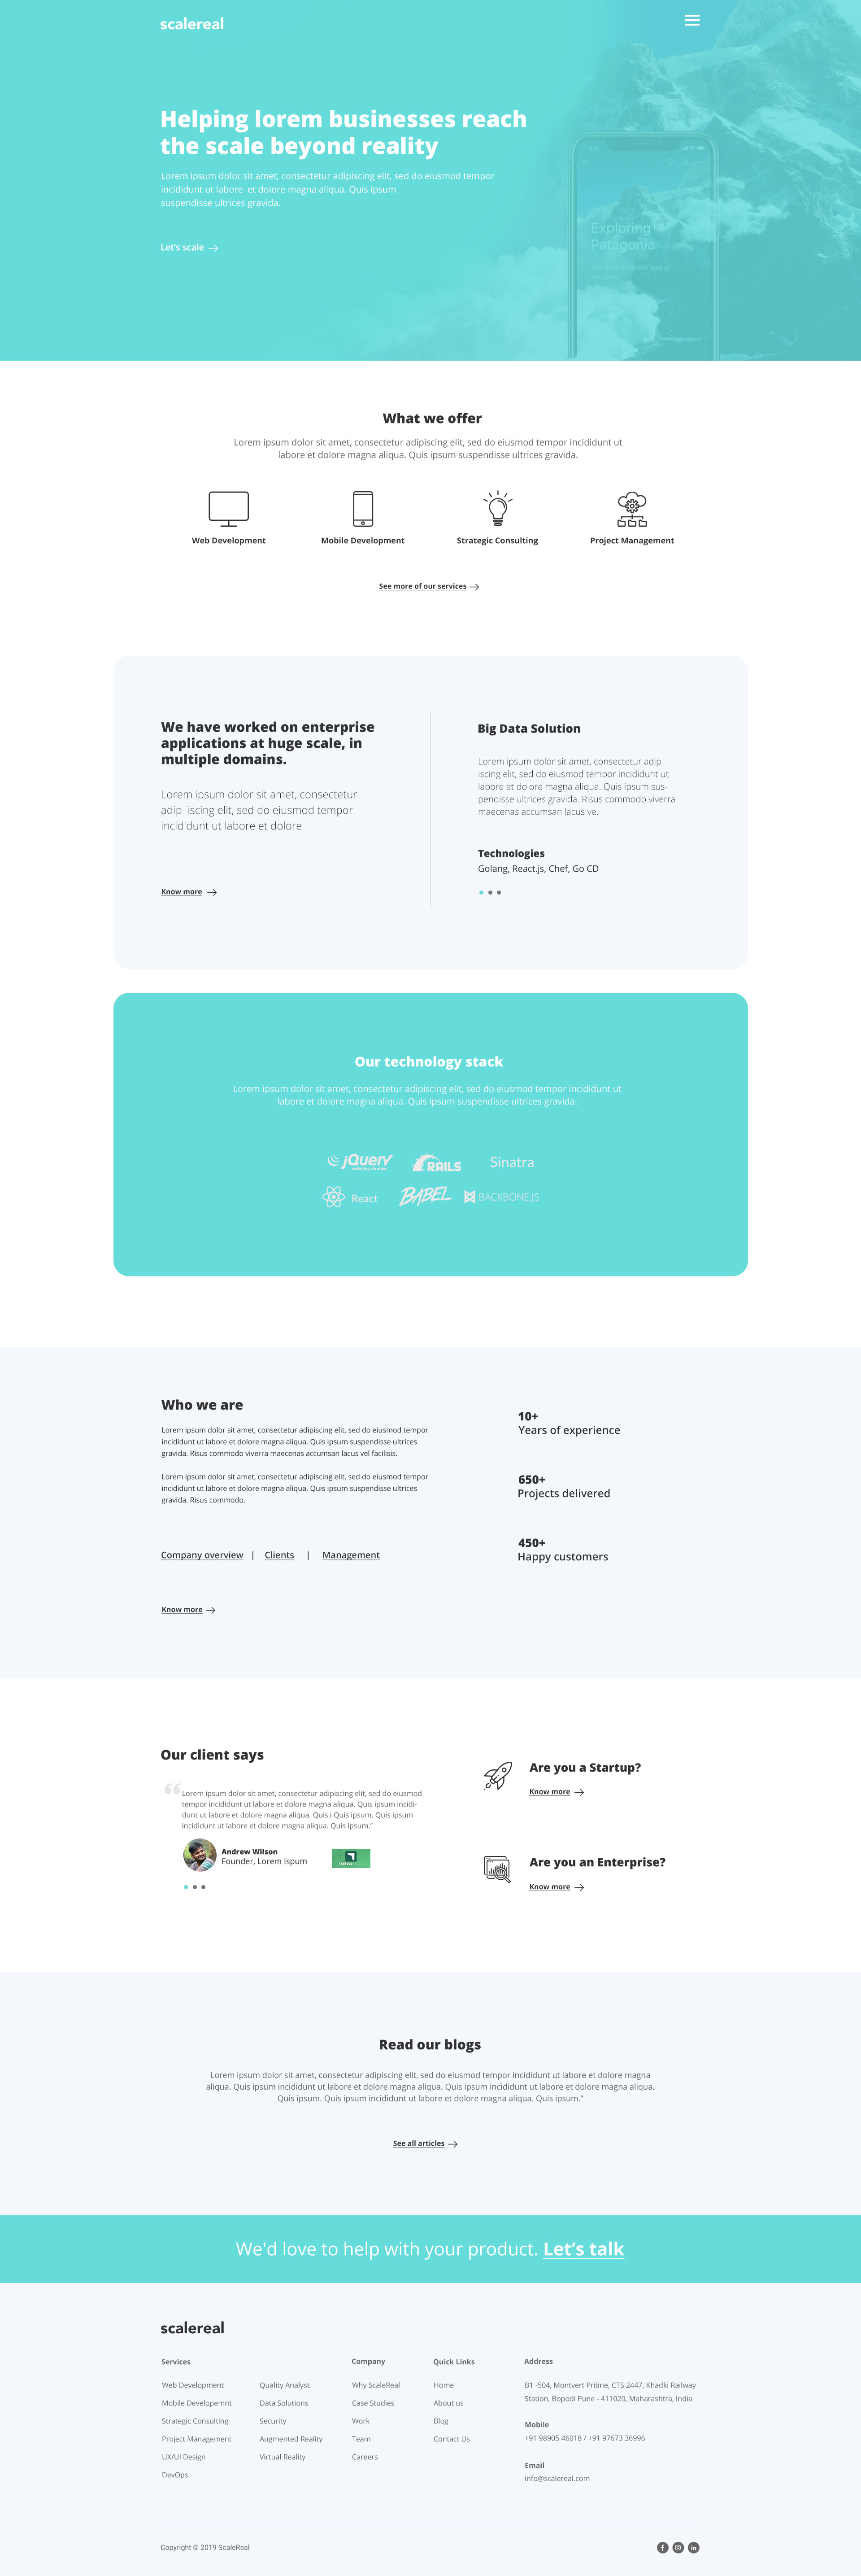 scalereal
Helping lorem businesses reach
the scale beyond reality
Lorem ipsum dolor sit amet, consectetur adipiscing elit, sed do eiusmod tempor
incididunt ut labore et dolore magna aliqua. Quis ipsum
suspendisse ultrices gravida.
Let's scale
Exploring
Patagonia
The most beautiful end of
the world
What we offer
Lorem ipsum dolor sit amet, consectetur adipiscing elit, sed do eiusmod tempor incididunt ut
labore et dolore magna aliqua. Quis ipsum suspendisse ultrices gravida.
Web Development
Mobile Development
Strategic Consulting
Project Management
See more of our services
We have worked on enterprise
applications at huge scale, in
multiple domains.
Lorem ipsum dolor sit amet, consectetur
adip iscing elit, sed do eiusmod tempor
incididunt ut labore et dolore
Know more
Big Data Solution
Lorem ipsum dolor sit amet, consectetur adip
iscing elit, sed do eiusmod tempor incididunt ut
labore et dolore magna aliqua. Quis ipsum sus-
pendisse ultrices gravida. Risus commodo viverra
maecenas accumsan lacus ve.
Technologies
Golang, React.js, Chef, Go CD
Our technology stack
Lorem ipsum dolor sit amet, consectetur adipiscing elit, sed do eiusmod tempor incididunt ut
labore et dolore magna aliqua. Quis ipsum suspendisse ultrices gravida.
jQuery
RAILS
Sinatra
React
BABEL
BACKBONE.JS
Who we are
Lorem ipsum dolor sit amet, consectetur adipiscing elit, sed do eiusmod tempor
incididunt ut labore et dolore magna aliqua. Quis ipsum suspendisse ultrices
gravida. Risus commodo viverra maecenas accumsan lacus vel facilisis.
Lorem ipsum dolor sit amet, consectetur adipiscing elit, sed do eiusmod tempor
incididunt ut labore et dolore magna aliqua. Quis ipsum suspendisse ultrices
gravida. Risus commodo.
Company overview | Clients | Management
Know more
10+
Years of experience
650+
Projects delivered
450+
Happy customers
Our client says
“ Lorem ipsum dolor sit amet, consectetur adipiscing elit, sed do eiusmod
tempor incididunt ut labore et dolore magna aliqua. Quis ipsum incidi-
dunt ut labore et dolore magna aliqua. Quis i Quis ipsum. Quis ipsum
incididunt ut labore et dolore magna aliqua. Quis ipsum."
Andrew Wilson
Founder, Lorem Ispum
Are you a Startup?
Know more
Are you an Enterprise?
Know more
Read our blogs
Lorem ipsum dolor sit amet, consectetur adipiscing elit, sed do eiusmod tempor incididunt ut labore et dolore magna
aliqua. Quis ipsum incididunt ut labore et dolore magna aliqua. Quis ipsum incididunt ut labore et dolore magna aliqua.
Quis ipsum. Quis ipsum incididunt ut labore et dolore magna aliqua. Quis ipsum."
See all articles
We'd love to help with your product. Let's talk
scalereal
Services
Web Development
Mobile Developemnt
Strategic Consulting
Project Management
UX/UI Design
DevOps
Quality Analyst
Data Solutions
Security
Augmented Reality
Virtual Reality
Company
Why ScaleReal
Case Studies
Work
Team
Careers
Quick Links
Home
About us
Blog
Contact Us
Address
B1 -504, Montvert Pritine, CTS 2447, Khadki Railway
Station, Bopodi Pune - 411020, Maharashtra, India
Mobile
+91 98905 46018 / +91 97673 36996
Email
info@scalereal.com
Copyright © 2019 ScaleReal